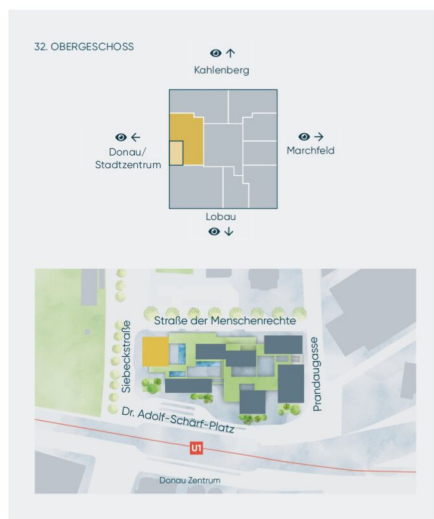 32. OBERGESCHOSS
Kahlenberg
Donau/
Stadtzentrum
Marchfeld
Lobau
Straße der Menschenrechte
Siebeckstraße
Prandaugasse
Dr. Adolf-Schärf-Platz
U1
Donau Zentrum